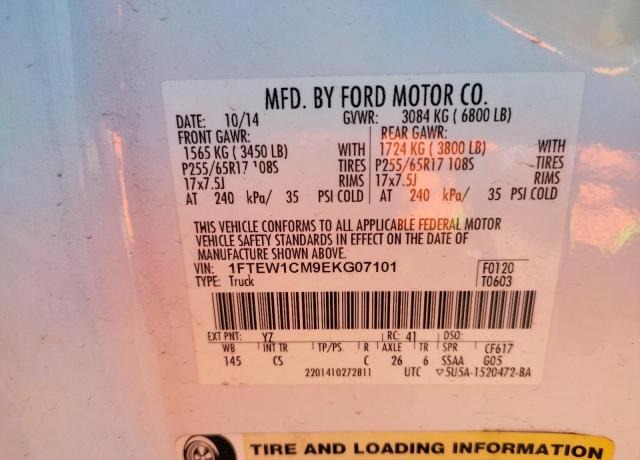 MFD. BY FORD MOTOR CO.
DATE: 10/14 GVWR: 3084 KG ( 6800 LB)
FRONT GAWR: REAR GAWR:
1565 KG ( 3450 LB) WITH 1724 KG ( 3800 LB) WITH
P255/65R17 108S TIRES P255/65R17 108S TIRES
17x7.5J RIMS 17x7.5J RIMS
AT 240 kPa/ 35 PSI COLD AT 240 kPa/ 35 PSI COLD
THIS VEHICLE CONFORMS TO ALL APPLICABLE FEDERAL MOTOR
VEHICLE SAFETY STANDARDS IN EFFECT ON THE DATE OF
MANUFACTURE SHOWN ABOVE.
VIN: 1FTEW1CM9EKG07101 F0120
TYPE: Truck T0603
EXT PNT: YZ RC: 41 DSO:
WB INT TR TP/PS R AXLE TR SPR CF617
145 CS C 26 6 SSAA G05
2201410272811 UTC ▽5U5A-1520472-BA
TIRE AND LOADING INFORMATION